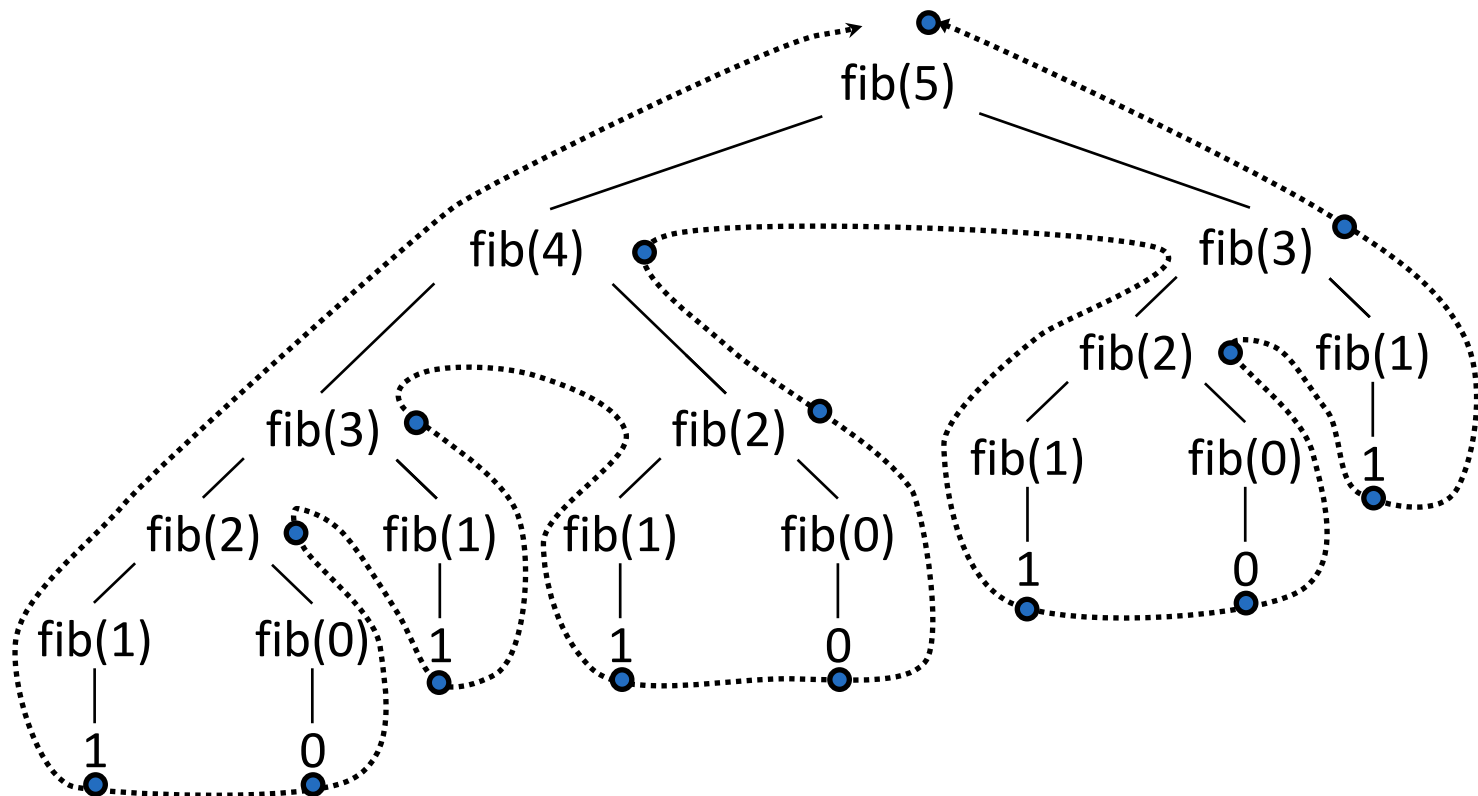 fib(5)
fib(4) fib(3)
fib(2) fib(1)
fib(3) fib(2)
fib(1) fib(0) 1
fib(2) fib(1) fib(1) fib(0)
1 0
fib(1) fib(0) 1 1 0
1 0